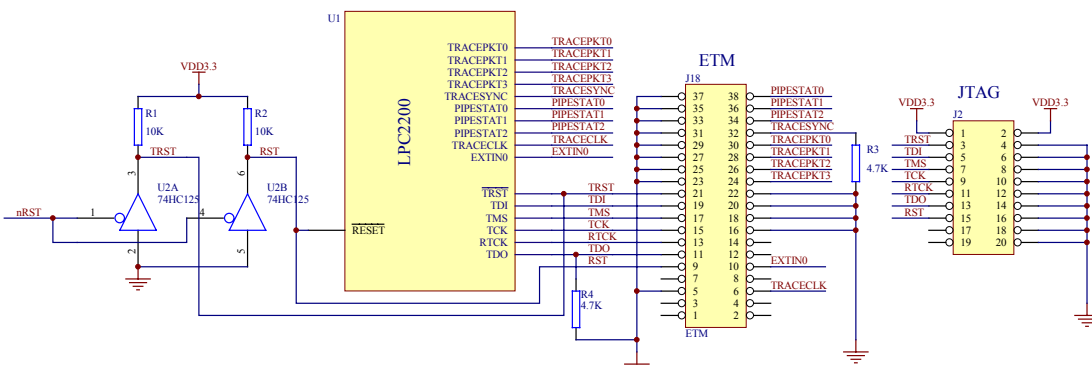 U1
ETM
JTAG
VDD3.3
R1
10K
R2
10K
TRST
RST
3
6
U2A
74HC125
U2B
74HC125
nRST
1
4
2
5
LPC2200
RESET
TRACEPKT0
TRACEPKT1
TRACEPKT2
TRACEPKT3
TRACESYNC
PIPESTAT0
PIPESTAT1
PIPESTAT2
TRACECLK
EXTIN0
TRST
TDI
TMS
TCK
RTCK
TDO
TRACEPKT0
TRACEPKT1
TRACEPKT2
TRACEPKT3
TRACESYNC
PIPESTAT0
PIPESTAT1
PIPESTAT2
TRACECLK
EXTIN0
TRST
TDI
TMS
TCK
RTCK
TDO
RST
R4
4.7K
J18
37 38 PIPESTAT0
35 36 PIPESTAT1
33 34 PIPESTAT2
31 32 TRACESYNC
29 30 TRACEPKT0
27 28 TRACEPKT1
25 26 TRACEPKT2
23 24 TRACEPKT3
21 22
19 20
17 18
15 16
13 14
11 12
9 10 EXTIN0
7 8
5 6 TRACECLK
3 4
1 2
ETM
R3
4.7K
VDD3.3
VDD3.3
J2
1 2
TRST 3 4
TDI 5 6
TMS 7 8
TCK 9 10
RTCK 11 12
TDO 13 14
RST 15 16
17 18
19 20